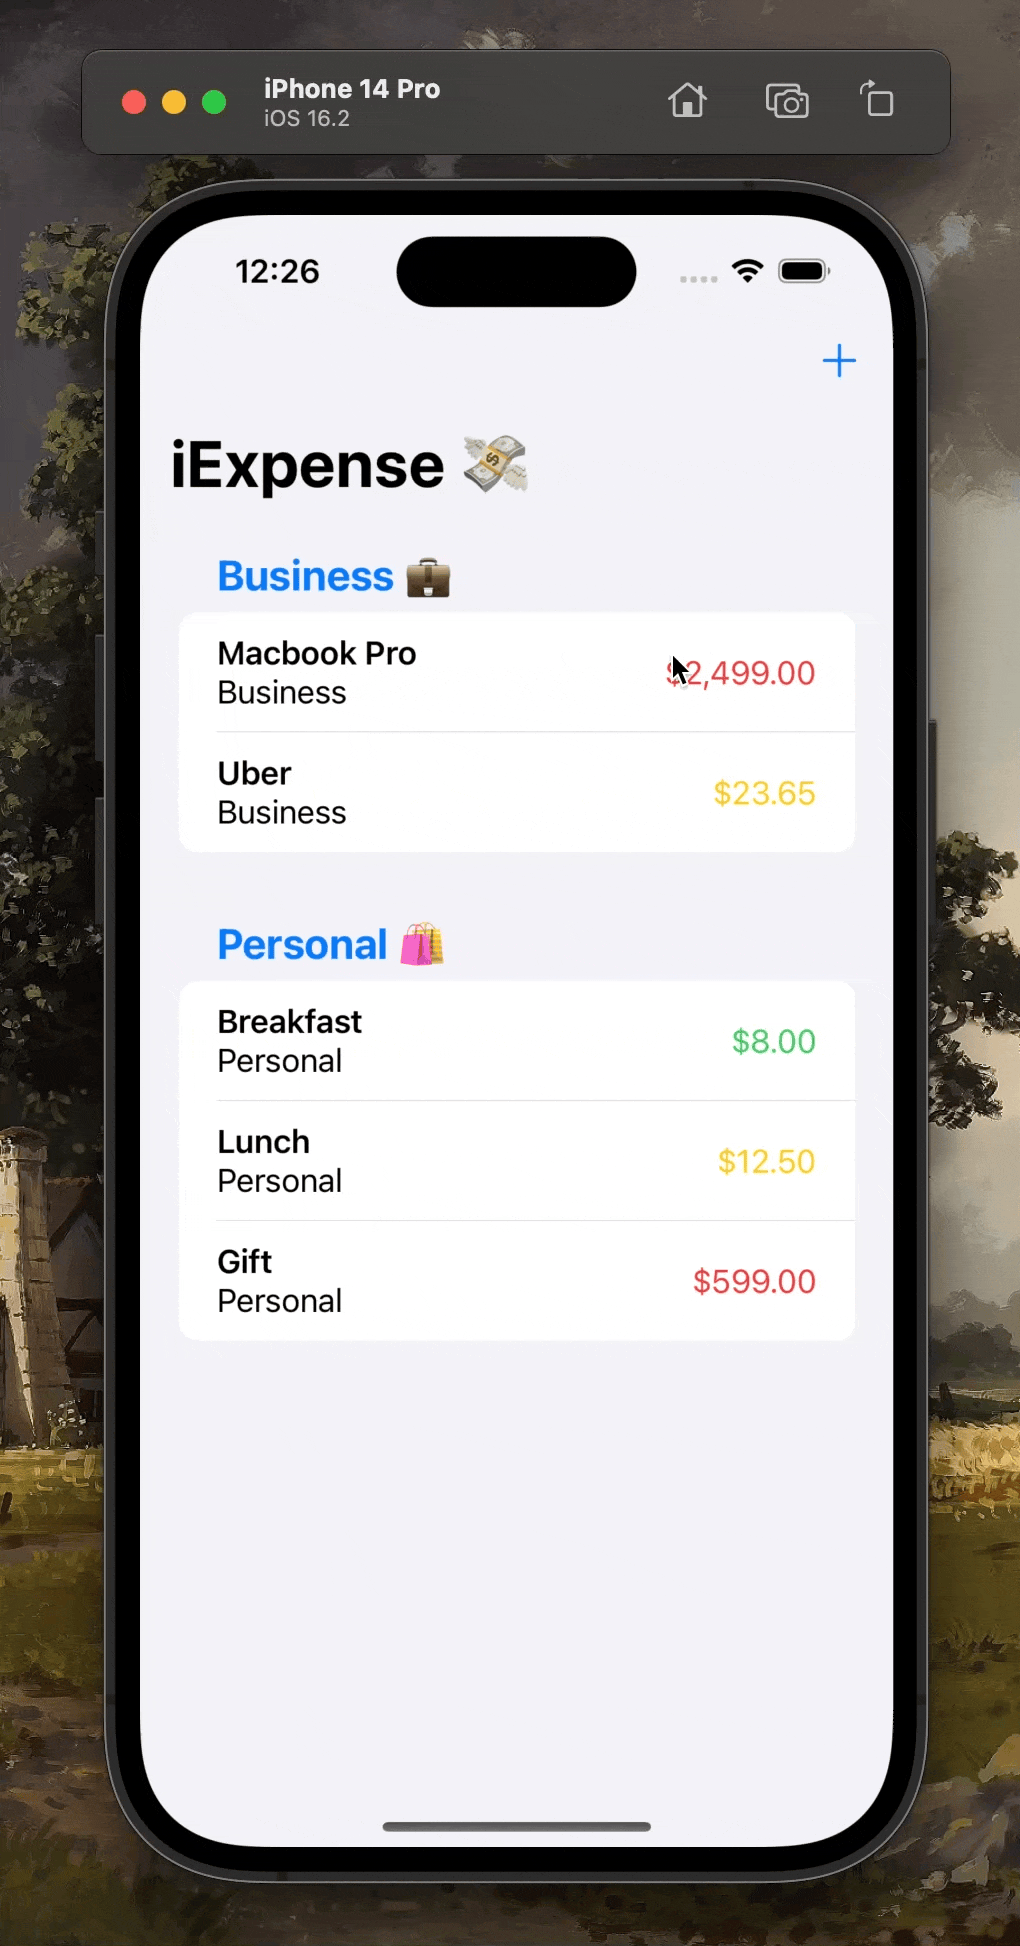 iPhone 14 Pro
iOS 16.2
12:26
iExpense 💸
Business 💼
Macbook Pro
Business
$2,499.00
Uber
Business
$23.65
Personal 🛍️
Breakfast
Personal
$8.00
Lunch
Personal
$12.50
Gift
Personal
$599.00